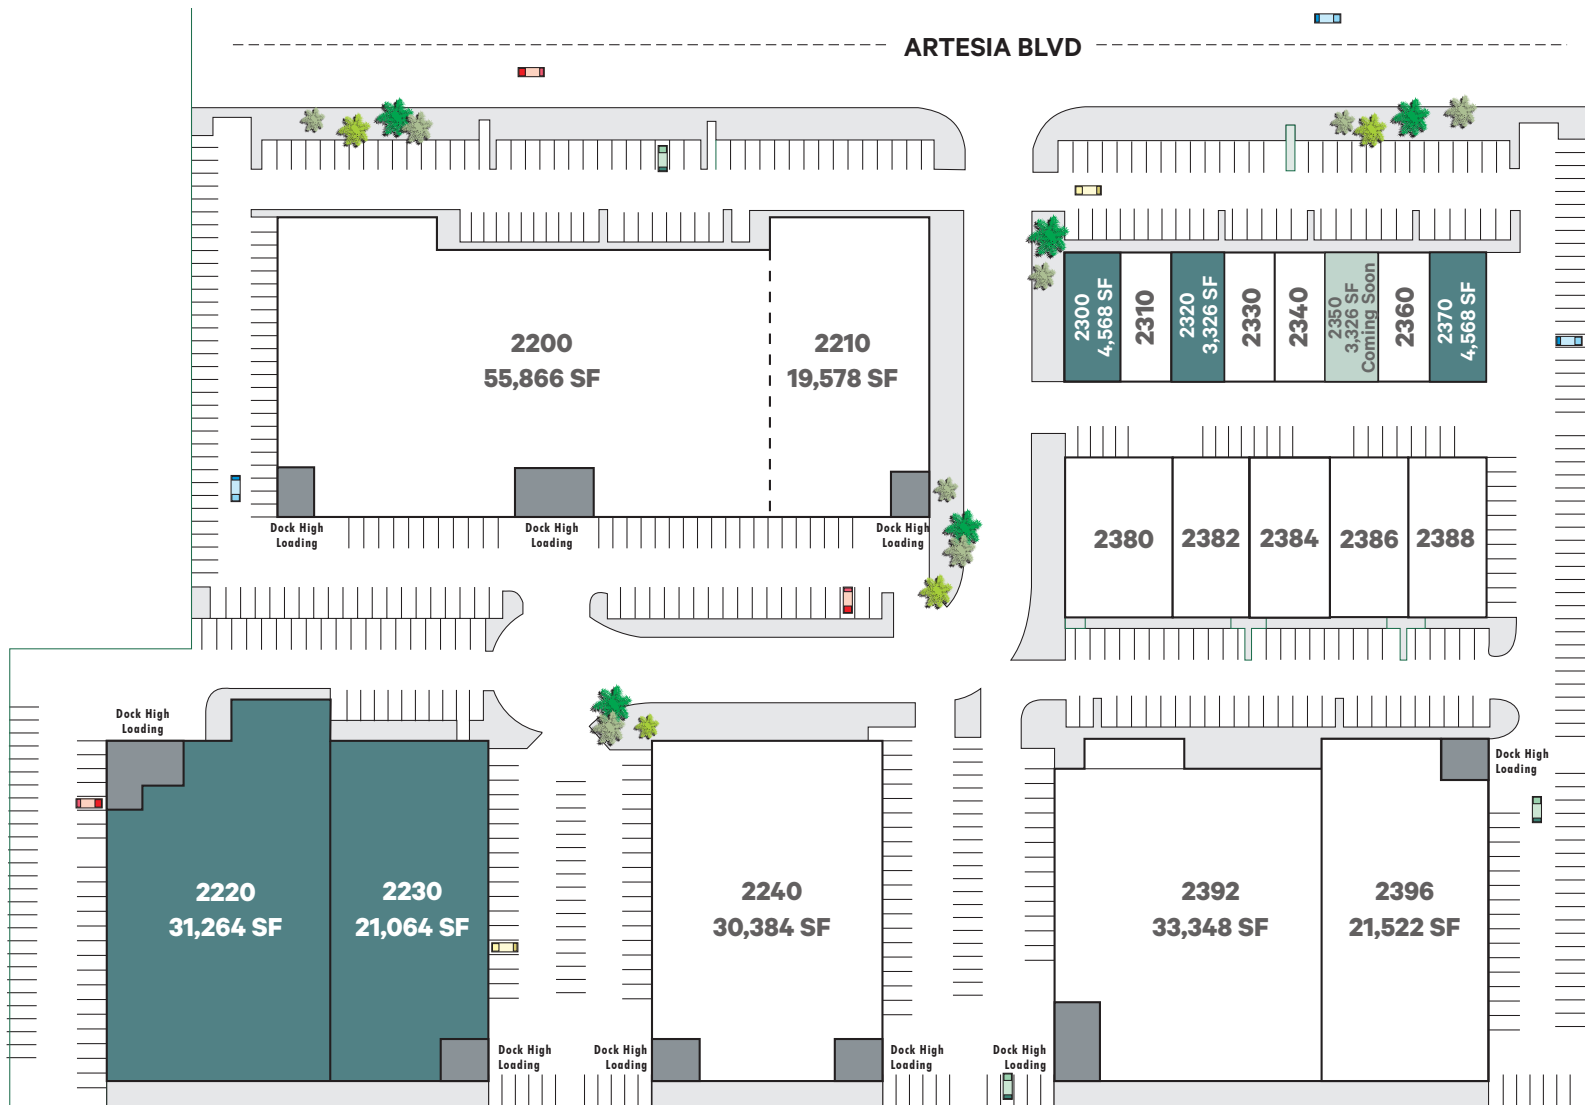 ARTESIA BLVD
2200
55,866 SF
2210
19,578 SF
2300
4,568 SF
2310
2320
3,326 SF
2330
2340
2350
3,326 SF
Coming Soon
2360
2370
4,568 SF
Dock High
Loading
Dock High
Loading
Dock High
Loading
2380
2382
2384
2386
2388
Dock High
Loading
2220
31,264 SF
2230
21,064 SF
2240
30,384 SF
2392
33,348 SF
2396
21,522 SF
Dock High
Loading
Dock High
Loading
Dock High
Loading
Dock High
Loading
Dock High
Loading